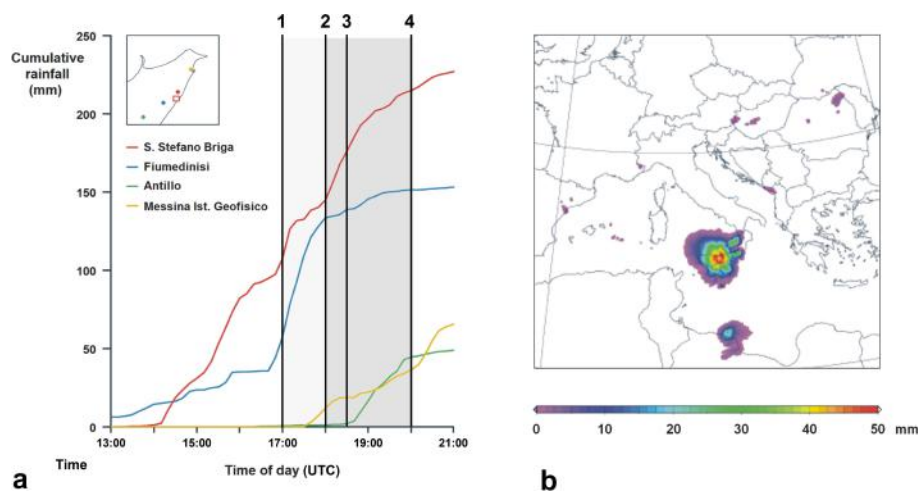 1 2 3 4
250
Cumulative
rainfall
(mm)
200
S. Stefano Briga
Fiumedinisi
Antillo
Messina Ist. Geofisico
150
100
50
0
13:00 15:00 17:00 19:00 21:00
Time
Time of day (UTC)
a
0 10 20 30 40 50 mm
b